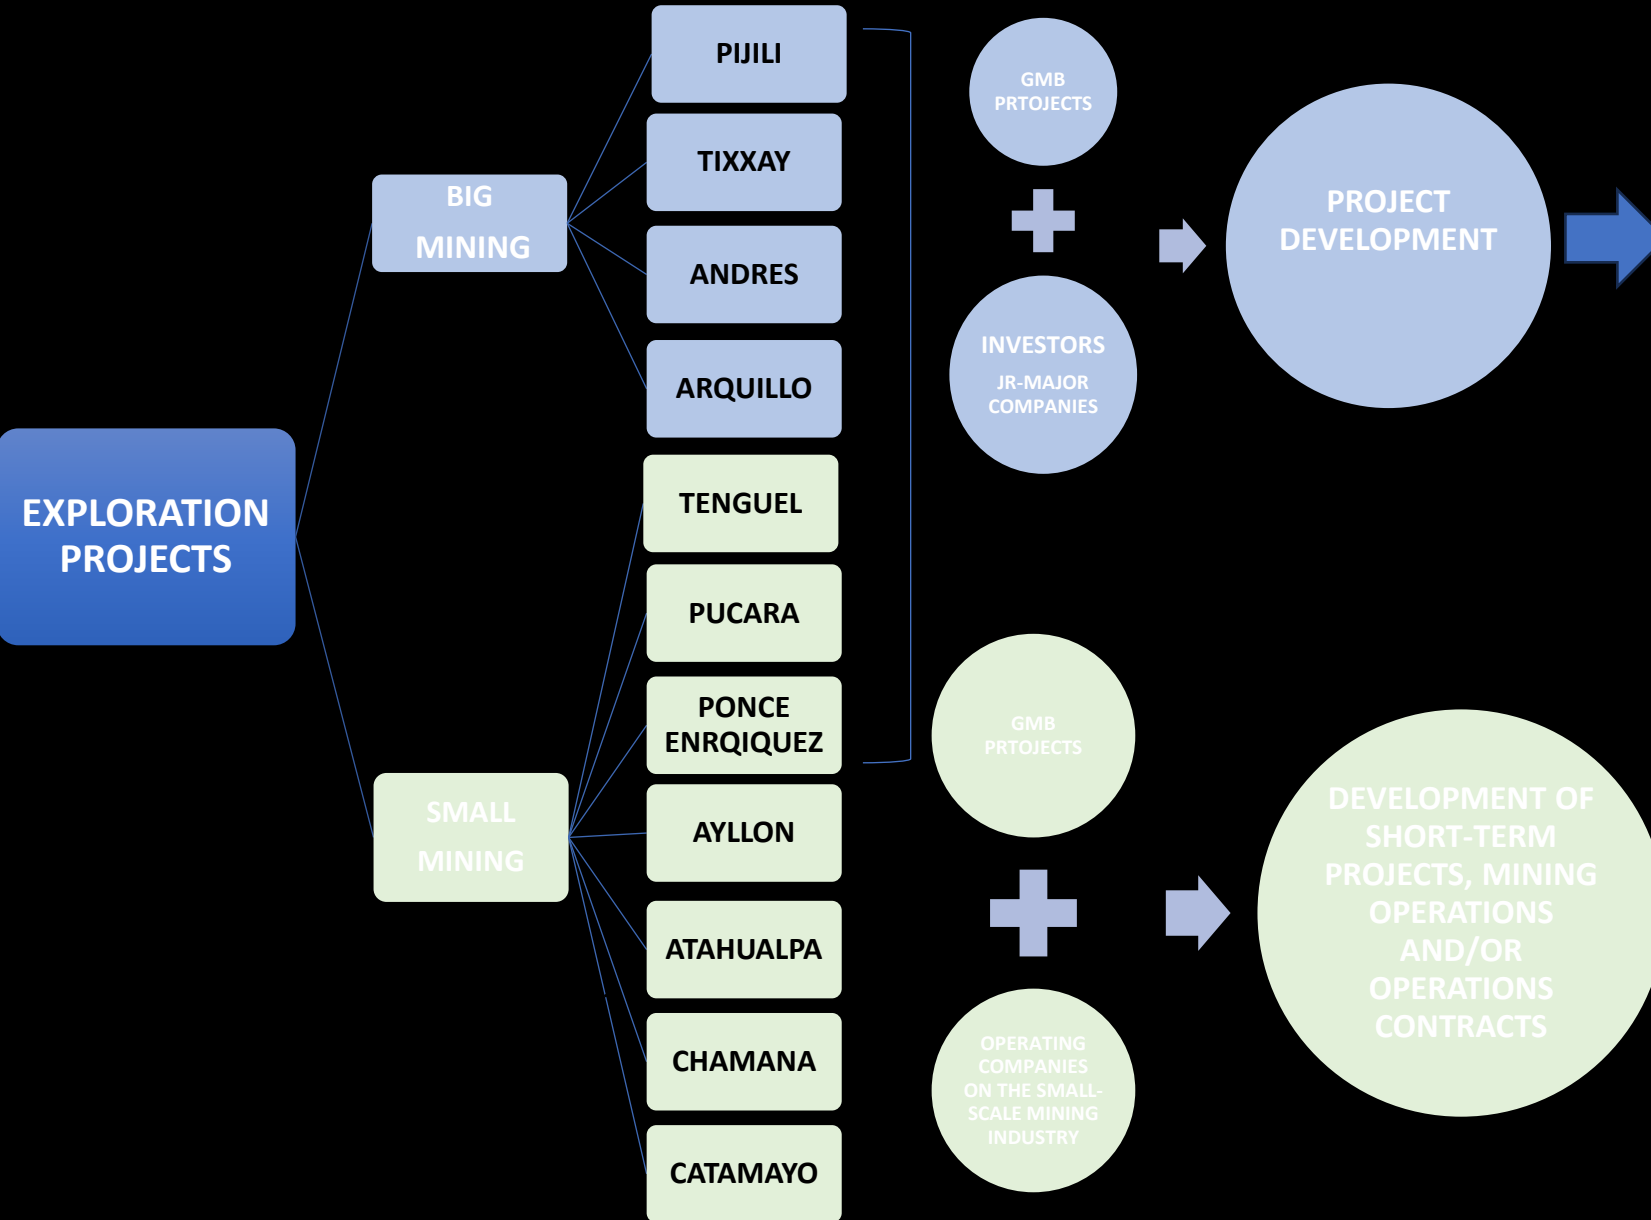 EXPLORATION
PROJECTS
BIG
MINING
SMALL
MINING
PIJILI
TIXXAY
ANDRES
ARQUILLO
TENGUEL
PUCARA
PONCE
ENRQIQUEZ
AYLLON
ATAHUALPA
CHAMANA
CATAMAYO
GMB
PRTOJECTS
INVESTORS
JR-MAJOR
COMPANIES
PROJECT
DEVELOPMENT
GMB
PRTOJECTS
OPERATING
COMPANIES
ON THE SMALL-
SCALE MINING
INDUSTRY
DEVELOPMENT OF
SHORT-TERM
PROJECTS, MINING
OPERATIONS
AND/OR
OPERATIONS
CONTRACTS